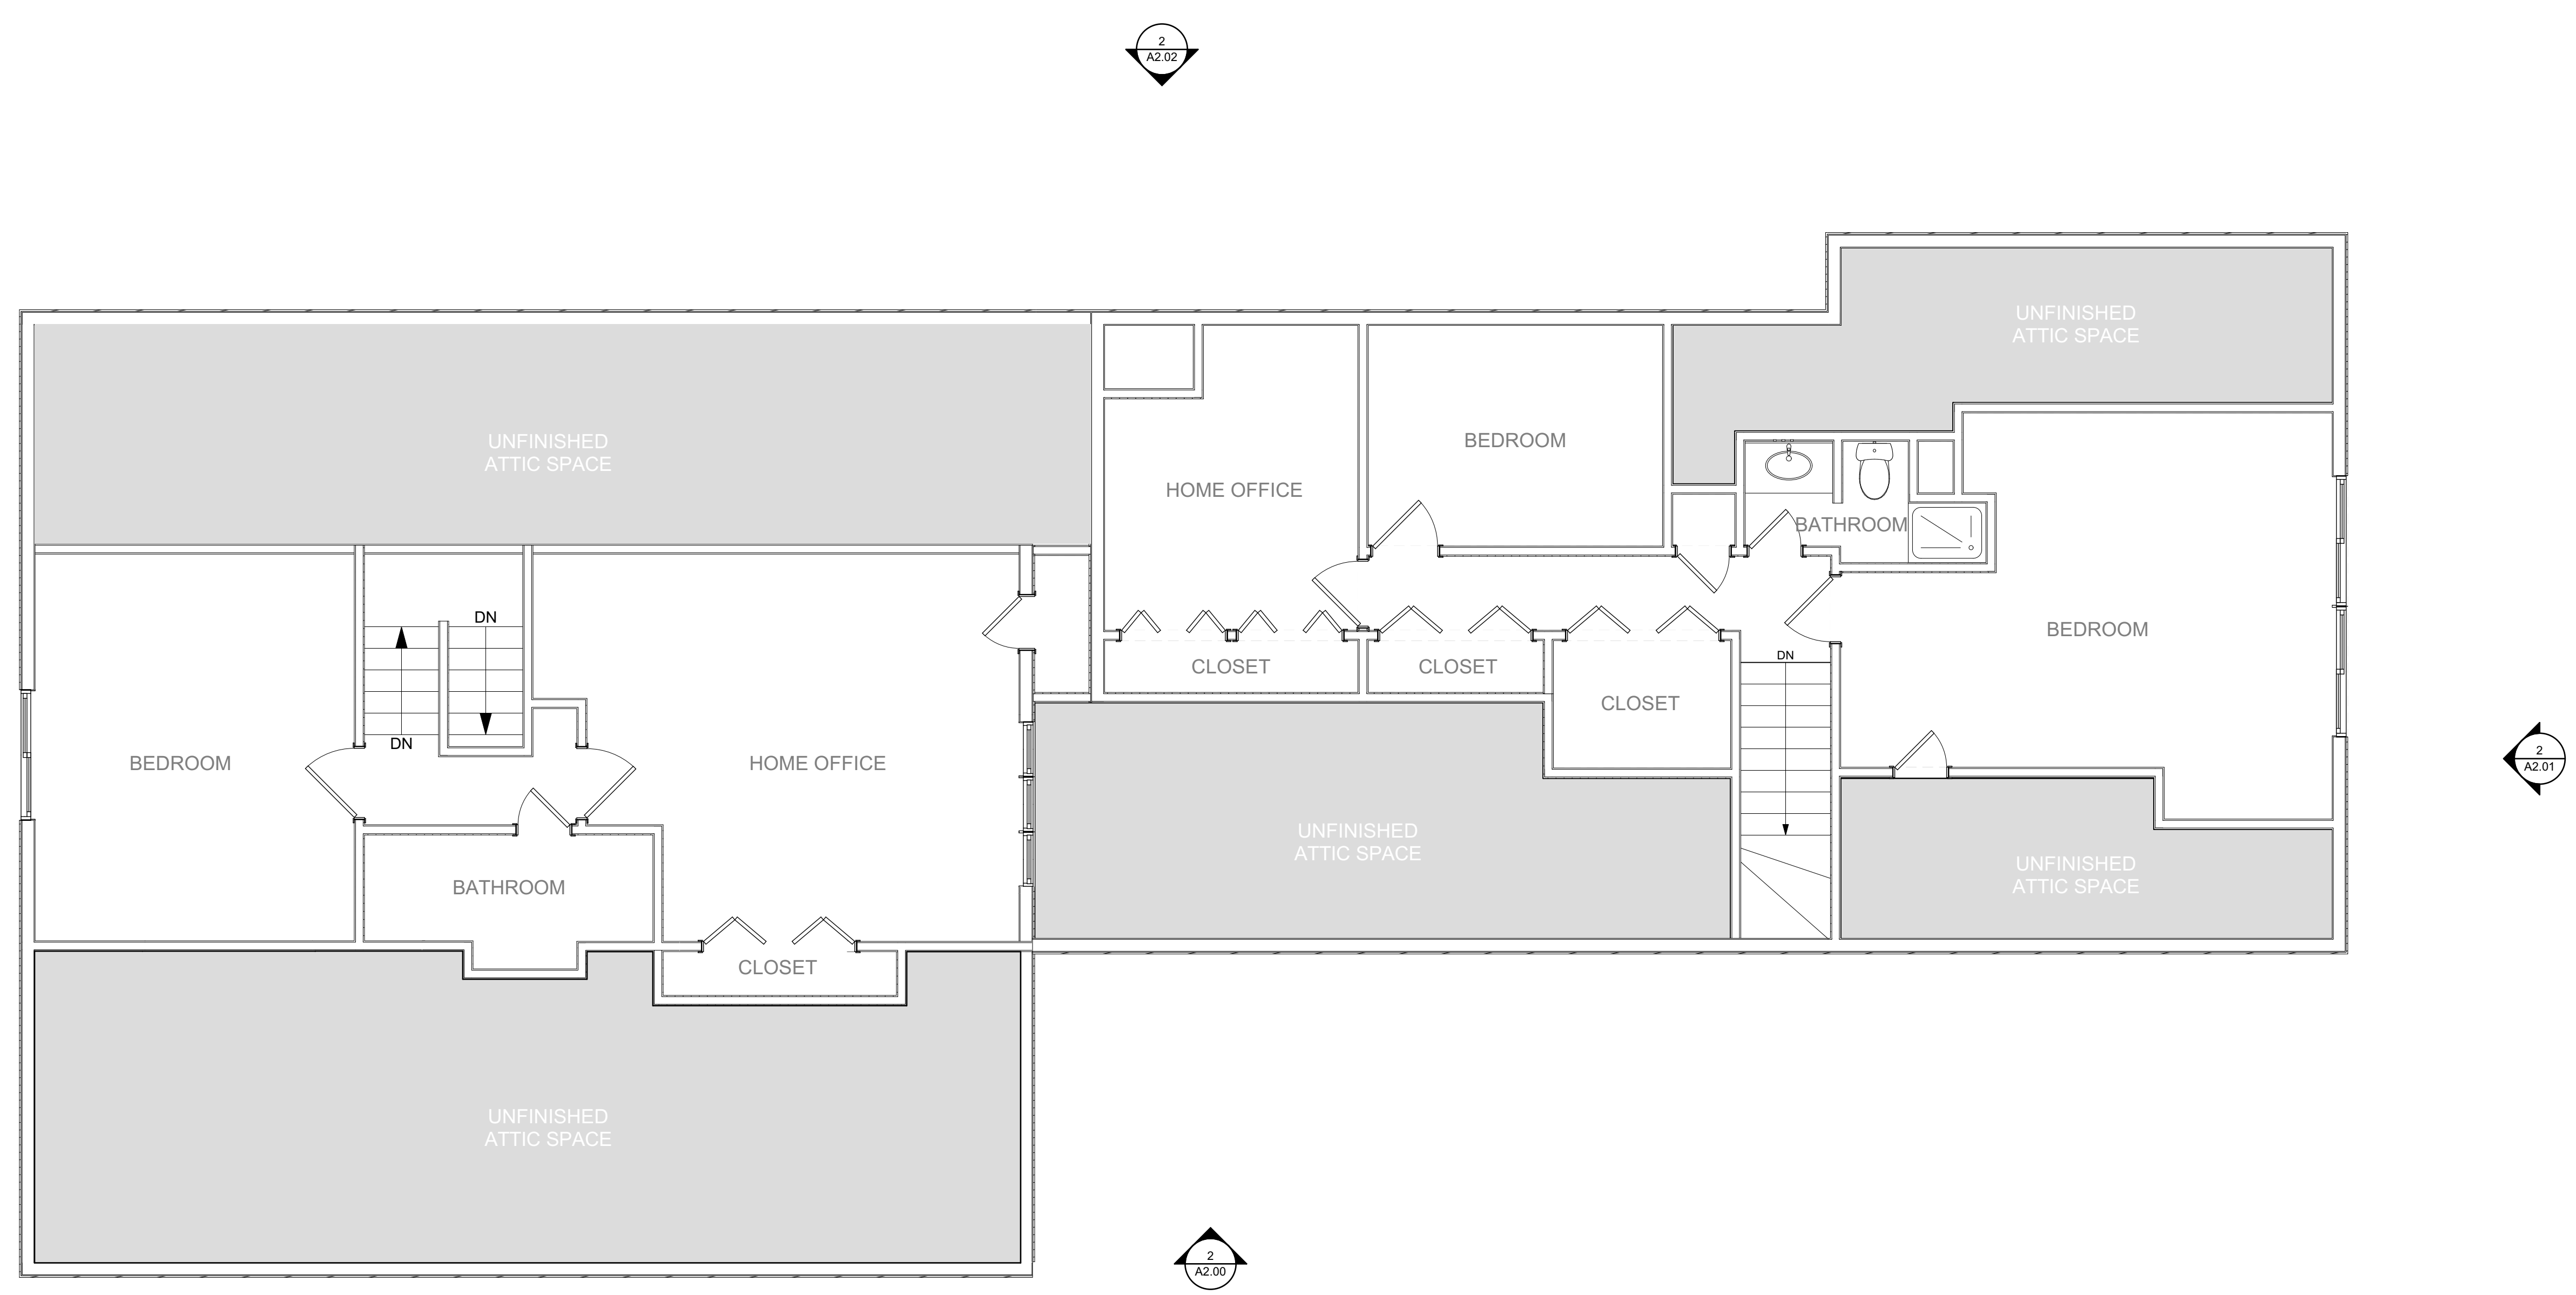 2
A2.02
UNFINISHED
ATTIC SPACE
UNFINISHED
ATTIC SPACE
BEDROOM
HOME OFFICE
BATHROOM
DN
BEDROOM
DN
CLOSET
CLOSET
CLOSET
DN
BEDROOM
HOME OFFICE
2
A2.01
UNFINISHED
ATTIC SPACE
UNFINISHED
ATTIC SPACE
BATHROOM
CLOSET
UNFINISHED
ATTIC SPACE
2
A2.00